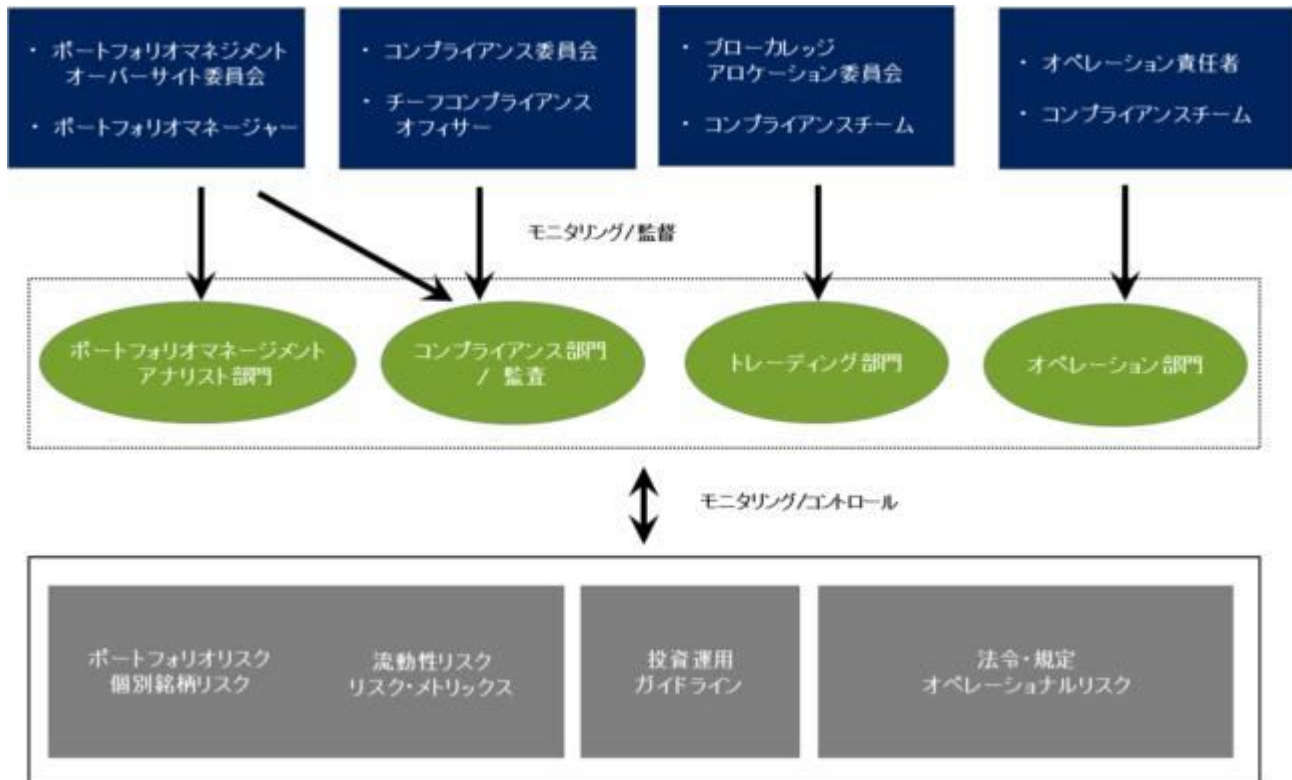 ・ ポートフォリオマネジメント
オーバーサイト委員会
・ ポートフォリオマネージャー
・ コンプライアンス委員会
・ チーフコンプライアンス
オフィサー
・ ブローカレッジ
アロケーション委員会
・ コンプライアンスチーム
・ オペレーション責任者
・ コンプライアンスチーム
モニタリング/監督
ポートフォリオマネージメント
アナリスト部門
コンプライアンス部門
/ 監査
トレーディング部門
オペレーション部門
モニタリング/コントロール
ポートフォリオリスク
個別銘柄リスク
流動性リスク
リスク・メトリックス
投資運用
ガイドライン
法令・規定
オペレーショナルリスク